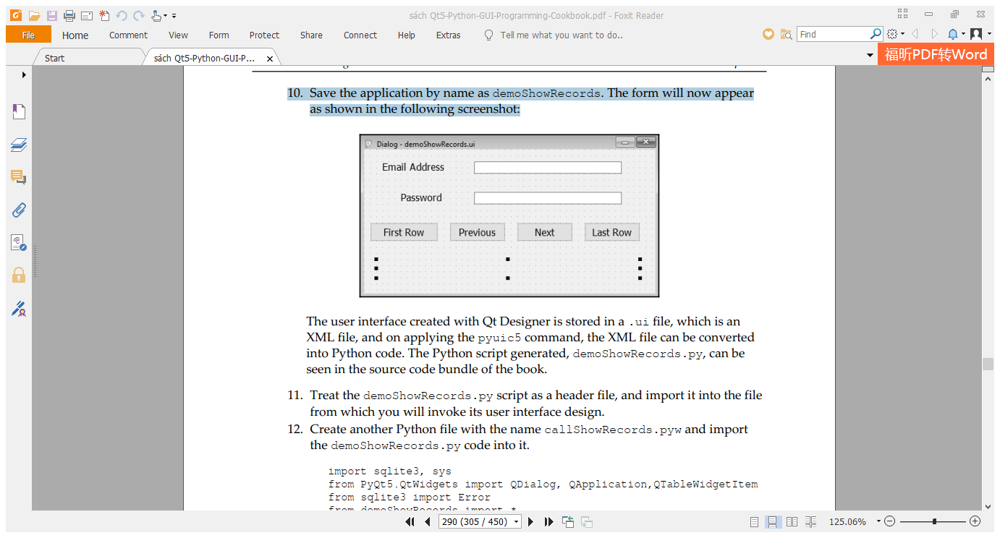 sách Qt5-Python-GUI-Programming-Cookbook.pdf - Foxit Reader
File Home Comment View Form Protect Share Connect Help Extras Tell me what you want to do.. Find
Start sách Qt5-Python-GUI-P... 福昕PDF转Word
10. Save the application by name as demoShowRecords. The form will now appear
as shown in the following screenshot:
Dialog - demoShowRecords.ui
Email Address
Password
First Row Previous Next Last Row
The user interface created with Qt Designer is stored in a .ui file, which is an
XML file, and on applying the pyuic5 command, the XML file can be converted
into Python code. The Python script generated, demoShowRecords.py, can be
seen in the source code bundle of the book.
11. Treat the demoShowRecords.py script as a header file, and import it into the file
from which you will invoke its user interface design.
12. Create another Python file with the name callShowRecords.pyw and import
the demoShowRecords.py code into it.
import sqlite3, sys
from PyQt5.QtWidgets import QDialog, QApplication,QTableWidgetItem
from sqlite3 import Error
from demoShowRecords import *
290 (305 / 450) 125.06%